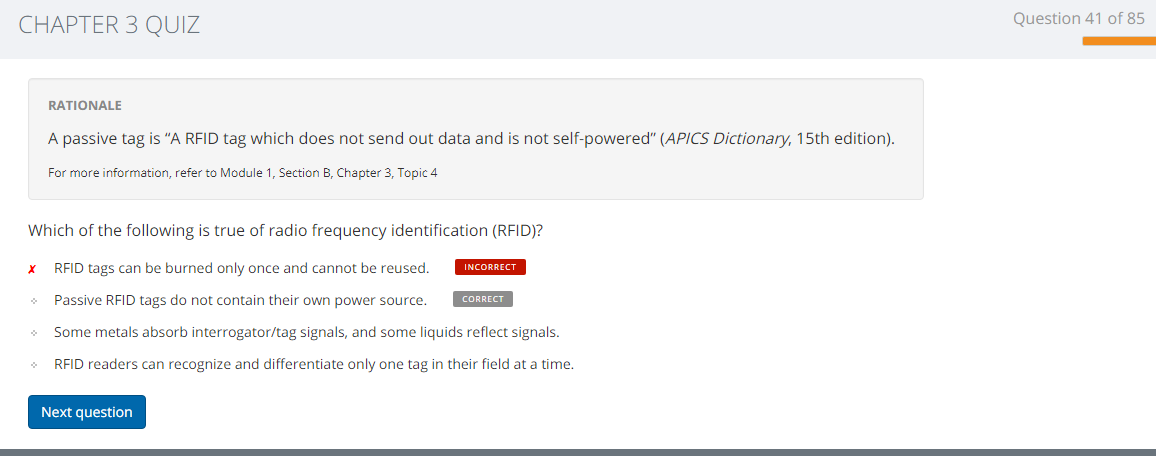 CHAPTER 3 QUIZ
Question 41 of 85
RATIONALE
A passive tag is “A RFID tag which does not send out data and is not self-powered” (APICS Dictionary, 15th edition).
For more information, refer to Module 1, Section B, Chapter 3, Topic 4
Which of the following is true of radio frequency identification (RFID)?
✗ RFID tags can be burned only once and cannot be reused. INCORRECT
Passive RFID tags do not contain their own power source. CORRECT
Some metals absorb interrogator/tag signals, and some liquids reflect signals.
RFID readers can recognize and differentiate only one tag in their field at a time.
Next question